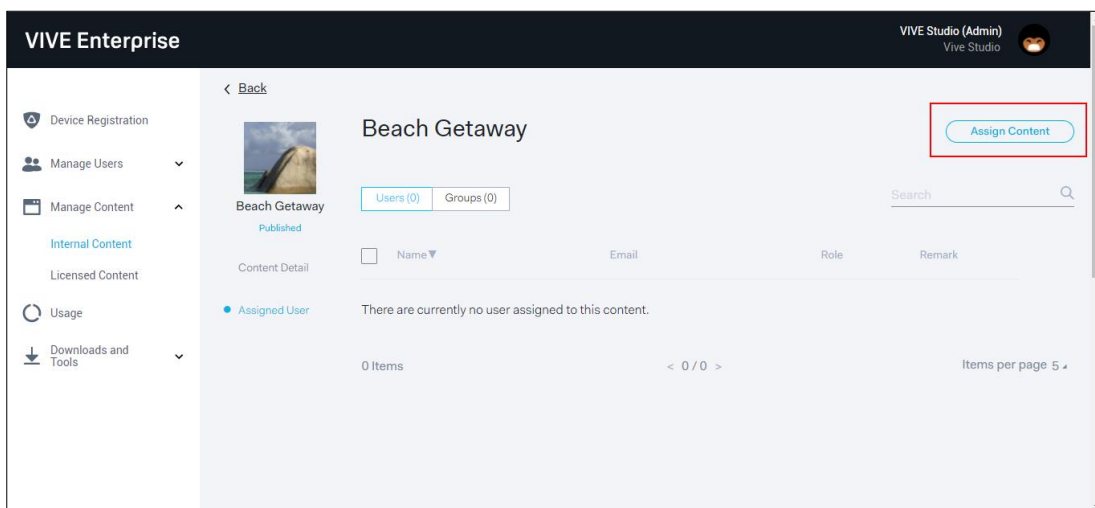 VIVE Enterprise
VIVE Studio (Admin)
Vive Studio
Device Registration
Manage Users
Manage Content
Internal Content
Licensed Content
Usage
Downloads and
Tools
< Back
Beach Getaway
Published
Content Detail
Assigned User
Beach Getaway
Assign Content
Users (0) Groups (0)
Search
Name Email Role Remark
There are currently no user assigned to this content.
0 Items < 0 / 0 > Items per page 5